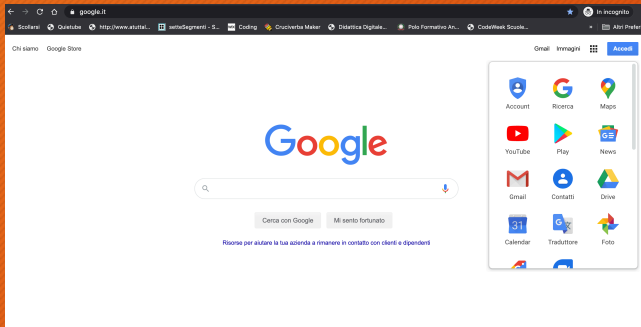 google.it
In incognito
Scollarsi Quietube http://www.atuttal... setteSegmenti - S... Coding Cruciverba Maker Didattica Digitale... Polo Formativo An... CodeWeek Scuole... » Altri Prefer
Chi siamo Google Store Gmail Immagini Accedi
Account Ricerca Maps
YouTube Play News
Gmail Contatti Drive
31
Calendar Traduttore Foto
Google
Cerca con Google Mi sento fortunato
Risorse per aiutare la tua azienda a rimanere in contatto con clienti e dipendenti